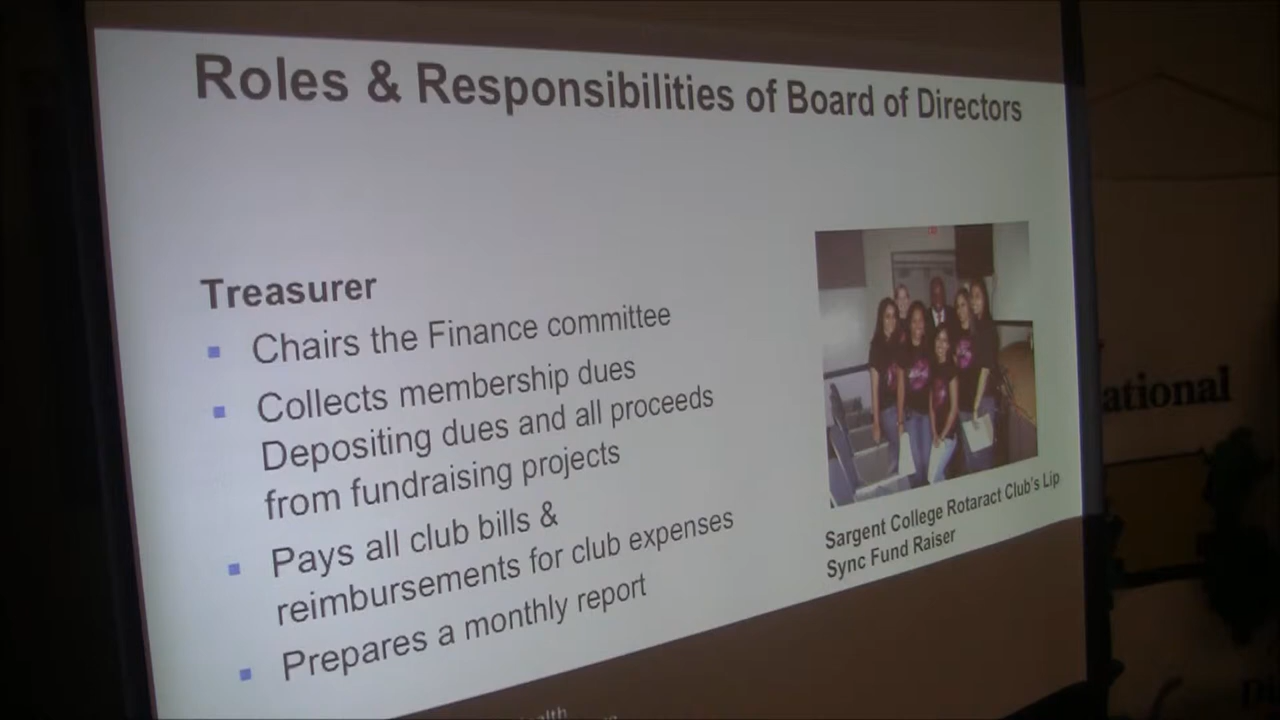 Roles & Responsibilities of Board of Directors
Treasurer
Chairs the Finance committee
Collects membership dues
Depositing dues and all proceeds
from fundraising projects
Pays all club bills &
reimbursements for club expenses
Prepares a monthly report
Sargent College Rotaract Club's Lip
Sync Fund Raiser
ational